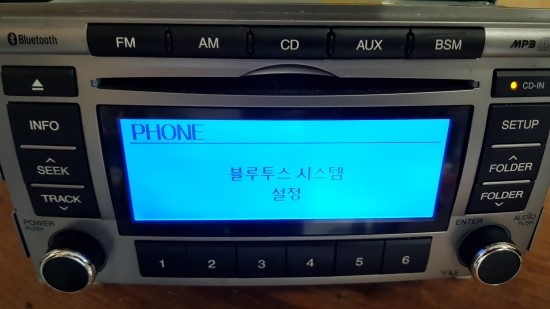 Bluetooth
FM
AM
CD
AUX
BSM
MP3
CD-IN
INFO
SEEK
TRACK
PHONE
블루투스 시스템
설정
SETUP
FOLDER
FOLDER
POWER
PUSH
1
2
3
4
5
6
ENTER
AUDIO
PUSH